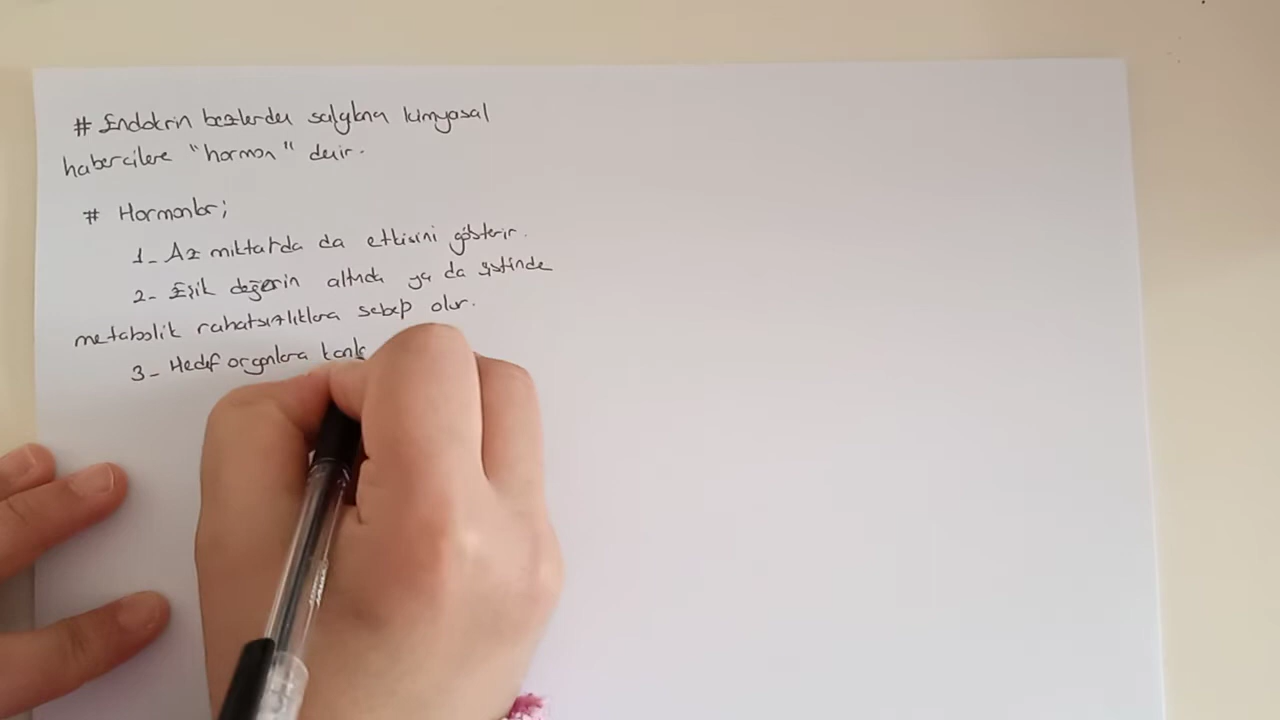 # Endokrin bezlerden salgılanan kimyasal
habercilere "hormon" denir.
# Hormonlar;
1- Az miktarda da etkisini gösterir.
2- Eşik değerin altında ya da üstünde
metabolik rahatsızlıklara sebep olur.
3- Hedef organlara kanla